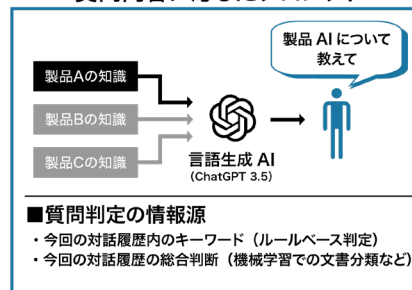 製品 AI について
教えて
製品Aの知識
製品Bの知識
製品Cの知識
言語生成 AI
(ChatGPT 3.5)
■質問判定の情報源
・今回の対話履歴内のキーワード（ルールベース判定）
・今回の対話履歴の総合判断（機械学習での文書分類など）